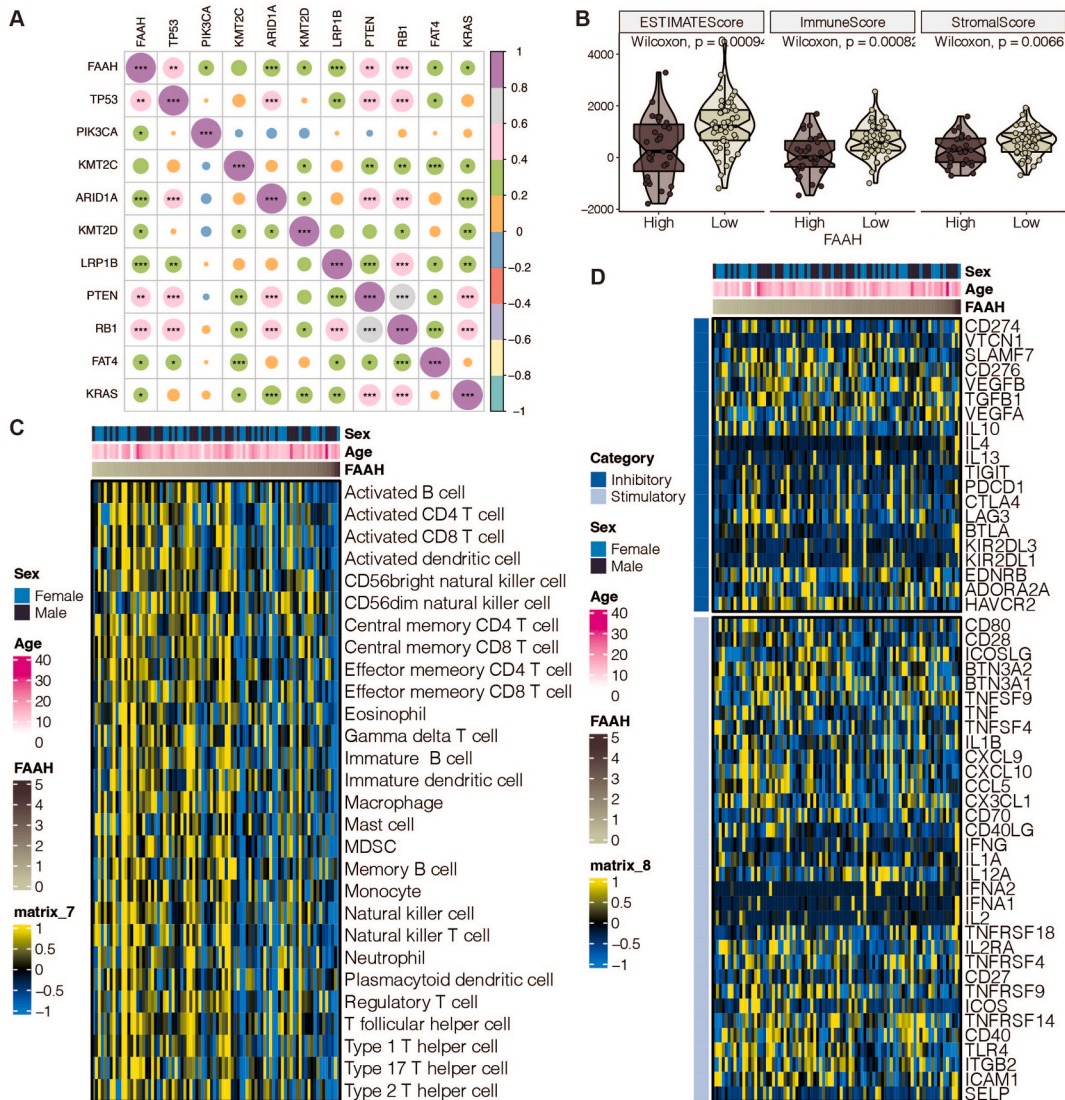 A
FAAH
TP53
PIK3CA
KMT2C
ARID1A
KMT2D
LRP1B
PTEN
RB1
FAT4
KRAS
FAAH *** ** * *** * *** ** *** * *
TP53 ** *** *** ** *** *** *
PIK3CA * ***
KMT2C *** * ** ** *** *
ARID1A *** *** *** * *** *** ***
KMT2D * * * *** * **
LRP1B *** ** *** *** *** * **
PTEN ** *** ** *** *** *** *** * ***
RB1 *** *** ** *** * *** *** *** *** ***
FAT4 * * *** * * *** ***
KRAS * * *** ** ** *** *** ***
1
0.8
0.6
0.4
0.2
0
−0.2
−0.4
−0.6
−0.8
−1
B
ESTIMATEScore ImmuneScore StromalScore
Wilcoxon, p = 0.00094 Wilcoxon, p = 0.00082 Wilcoxon, p = 0.0066
4000
2000
0
−2000
High Low High Low High Low
FAAH
C
Sex
Age
FAAH
Activated B cell
Activated CD4 T cell
Activated CD8 T cell
Activated dendritic cell
CD56bright natural killer cell
CD56dim natural killer cell
Central memory CD4 T cell
Central memory CD8 T cell
Effector memeory CD4 T cell
Effector memeory CD8 T cell
Eosinophil
Gamma delta T cell
Immature B cell
Immature dendritic cell
Macrophage
Mast cell
MDSC
Memory B cell
Monocyte
Natural killer cell
Natural killer T cell
Neutrophil
Plasmacytoid dendritic cell
Regulatory T cell
T follicular helper cell
Type 1 T helper cell
Type 17 T helper cell
Type 2 T helper cell
Sex
Female
Male
Age
40
30
20
10
0
FAAH
5
4
3
2
1
0
matrix_7
1
0.5
0
−0.5
−1
D
Sex
Age
FAAH
CD274
VTCN1
SLAMF7
CD276
VEGFB
TGFB1
VEGFA
IL10
IL4
IL13
TIGIT
PDCD1
CTLA4
LAG3
BTLA
KIR2DL3
KIR2DL1
EDNRB
ADORA2A
HAVCR2
CD80
CD28
ICOSLG
BTN3A2
BTN3A1
TNFSF9
TNF
TNFSF4
IL1B
CXCL9
CXCL10
CCL5
CX3CL1
CD70
CD40LG
IFNG
IL1A
IL12A
IFNA2
IFNA1
IL2
TNFRSF18
IL2RA
TNFRSF4
CD27
TNFRSF9
ICOS
TNFRSF14
CD40
TLR4
ITGB2
ICAM1
SELP
Category
Inhibitory
Stimulatory
Sex
Female
Male
Age
40
30
20
10
0
FAAH
5
4
3
2
1
0
matrix_8
1
0.5
0
−0.5
−1